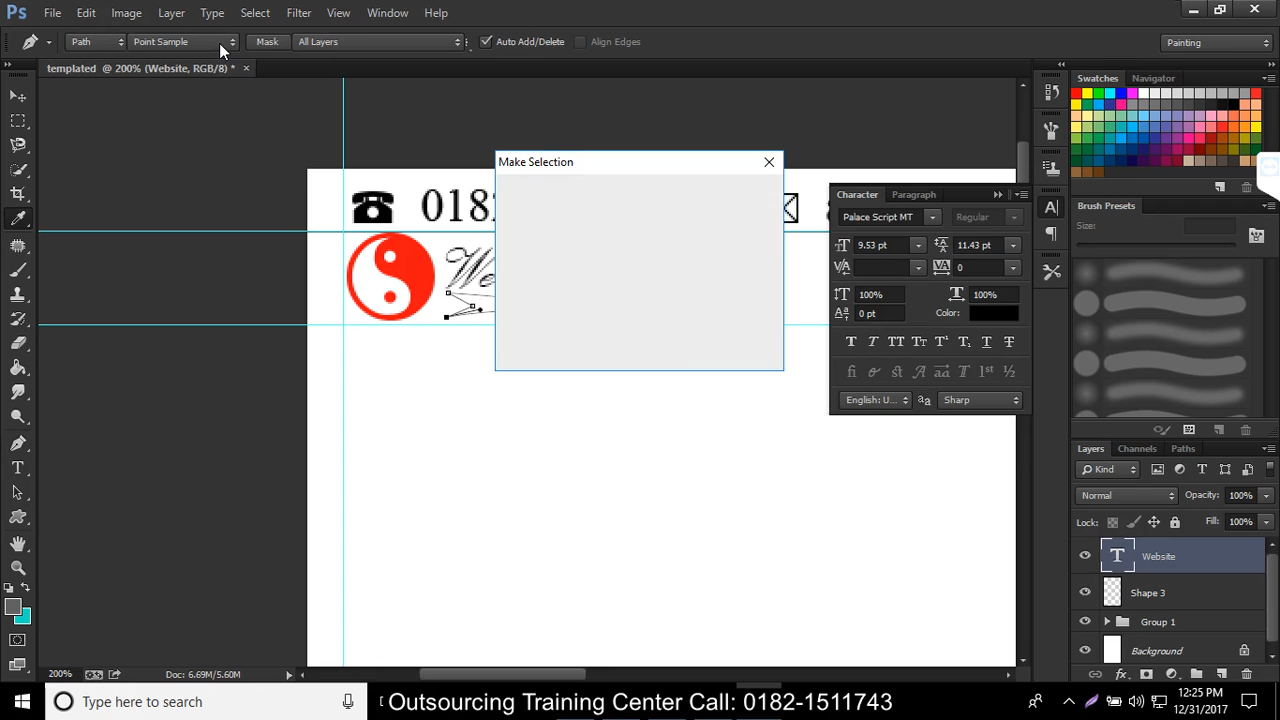 Ps File Edit Image Layer Type Select Filter View Window Help
Path Point Sample Mask All Layers Auto Add/Delete Align Edges Painting
templated @ 200% (Website, RGB/8) * ×
Swatches Navigator
Make Selection
0182
Character Paragraph
Palace Script MT Regular
Brush Presets
Size:
9.53 pt 11.43 pt
0
100% 100%
0 pt Color:
We
English: U... Sharp
Layers Channels Paths
Kind
Normal Opacity: 100%
Lock: Fill: 100%
Website
Shape 3
Group 1
Background
200% Doc: 6.69M/5.60M
Type here to search
Outsourcing Training Center Call: 0182-1511743
12:25 PM
12/31/2017